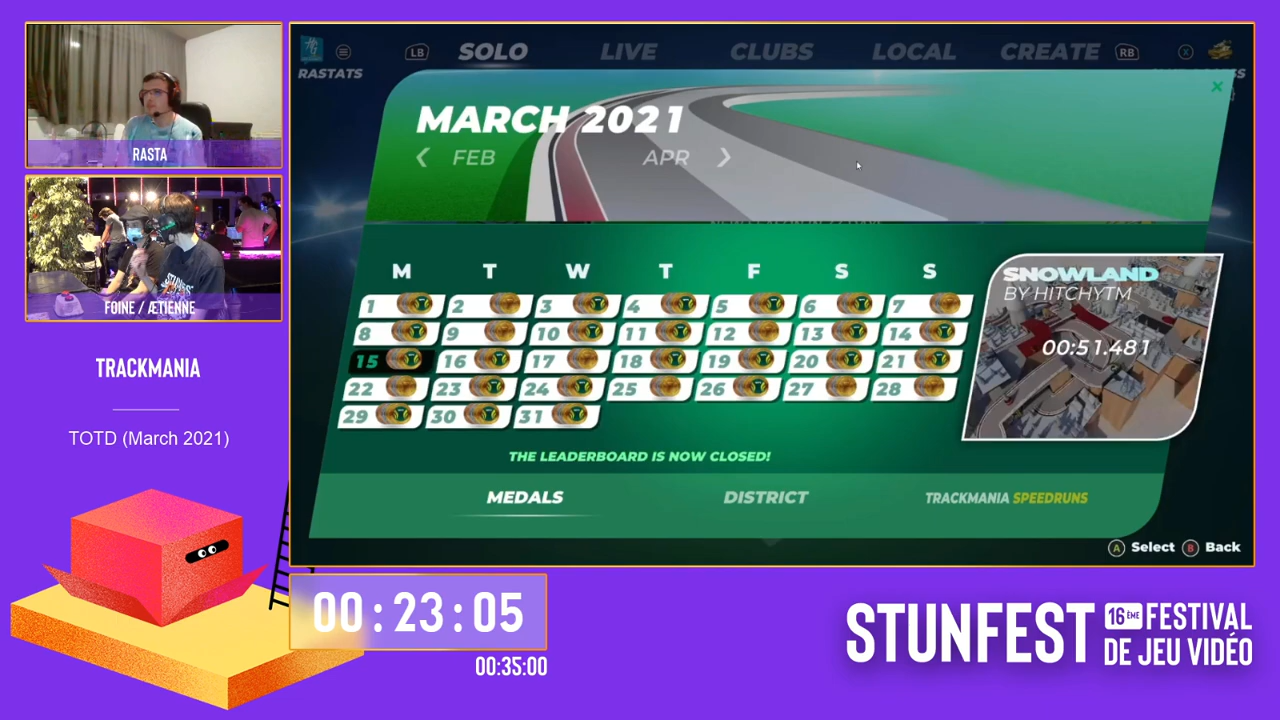 RASTA
FØINE / ÆTIENNE
TRACKMANIA
TOTD (March 2021)
RASTATS
LB SOLO LIVE CLUBS LOCAL CREATE RB X
MARCH 2021
FEB APR
M T W T F S S
1 2 3 4 5 6 7
8 9 10 11 12 13 14
15 16 17 18 19 20 21
22 23 24 25 26 27 28
29 30 31
SNOWLAND
BY HITCHYTM
00:51.481
THE LEADERBOARD IS NOW CLOSED!
MEDALS DISTRICT TRACKMANIA SPEEDRUNS
A Select B Back
00:23:05
00:35:00
STUNFEST 16ÈME FESTIVAL
DE JEU VIDÉO